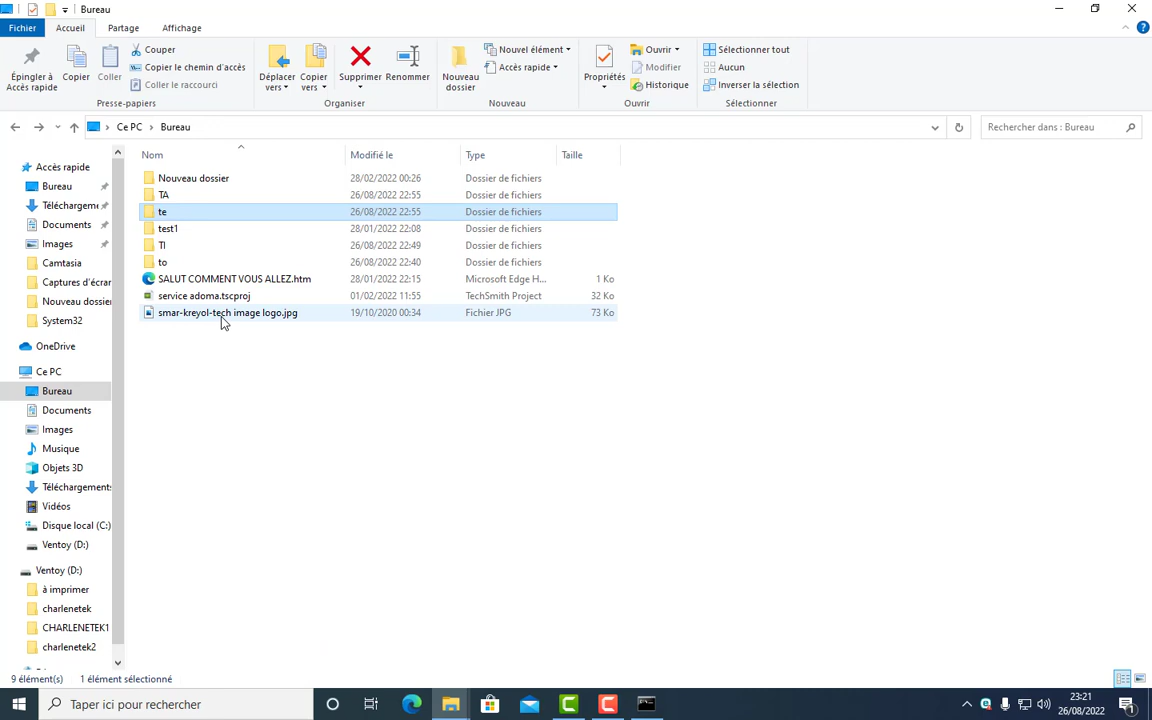 Bureau
Fichier Accueil Partage Affichage
Épingler à Accès rapide
Copier
Coller
Couper
Copier le chemin d'accès
Coller le raccourci
Presse-papiers
Déplacer vers
Copier vers
Supprimer
Renommer
Organiser
Nouveau dossier
Nouvel élément
Accès rapide
Nouveau
Propriétés
Ouvrir
Modifier
Historique
Ouvrir
Sélectionner tout
Aucun
Inverser la sélection
Sélectionner
Ce PC > Bureau
Rechercher dans : Bureau
Accès rapide
Bureau
Téléchargeme
Documents
Images
Camtasia
Captures d'écra
Nouveau dossie
System32
OneDrive
Ce PC
Bureau
Documents
Images
Musique
Objets 3D
Téléchargements
Vidéos
Disque local (C:)
Ventoy (D:)
Ventoy (D:)
à imprimer
charlenetek
CHARLENETEK1
charlenetek2
Nom Modifié le Type Taille
Nouveau dossier 28/02/2022 00:26 Dossier de fichiers
TA 26/08/2022 22:55 Dossier de fichiers
te 26/08/2022 22:55 Dossier de fichiers
test1 28/01/2022 22:08 Dossier de fichiers
TI 26/08/2022 22:49 Dossier de fichiers
to 26/08/2022 22:40 Dossier de fichiers
SALUT COMMENT VOUS ALLEZ.htm 28/01/2022 22:15 Microsoft Edge H... 1 Ko
service adoma.tscproj 01/02/2022 11:55 TechSmith Project 32 Ko
smar-kreyol-tech image logo.jpg 19/10/2020 00:34 Fichier JPG 73 Ko
9 élément(s) 1 élément sélectionné
Taper ici pour rechercher
23:21
26/08/2022
1